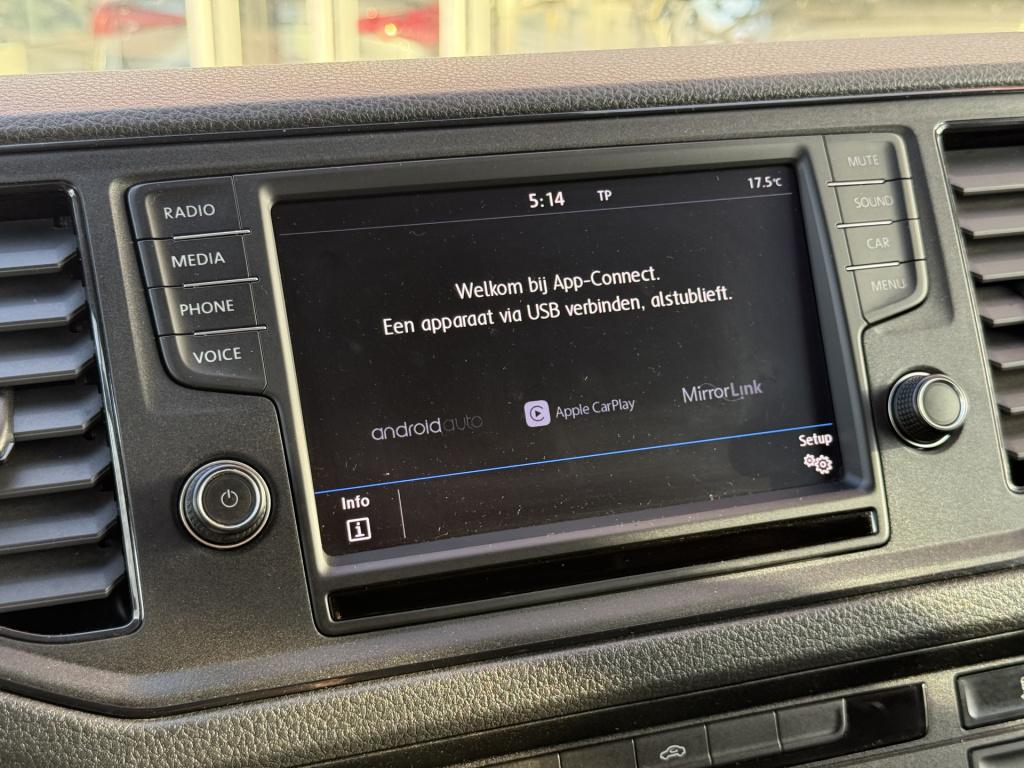 RADIO
MEDIA
PHONE
VOICE
5:14 TP 17.5°C
Welkom bij App-Connect.
Een apparaat via USB verbinden, alstublieft.
androidauto
Apple CarPlay
MirrorLink
Info
Setup
MUTE
SOUND
CAR
MENU